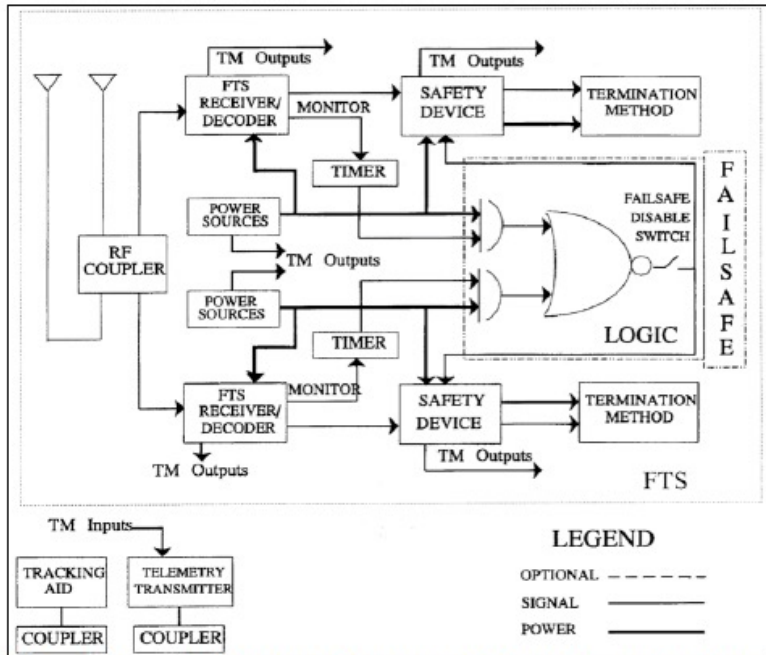 TM Outputs
TM Outputs
FTS
RECEIVER/
DECODER
MONITOR
SAFETY
DEVICE
TERMINATION
METHOD
TIMER
POWER
SOURCES
TM Outputs
RF
COUPLER
POWER
SOURCES
TIMER
FAILSAFE
DISABLE
SWITCH
LOGIC
FAILSAFE
FTS
RECEIVER/
DECODER
MONITOR
SAFETY
DEVICE
TERMINATION
METHOD
TM Outputs
TM Outputs
FTS
TM Inputs
TRACKING
AID
TELEMETRY
TRANSMITTER
COUPLER
COUPLER
LEGEND
OPTIONAL
SIGNAL
POWER